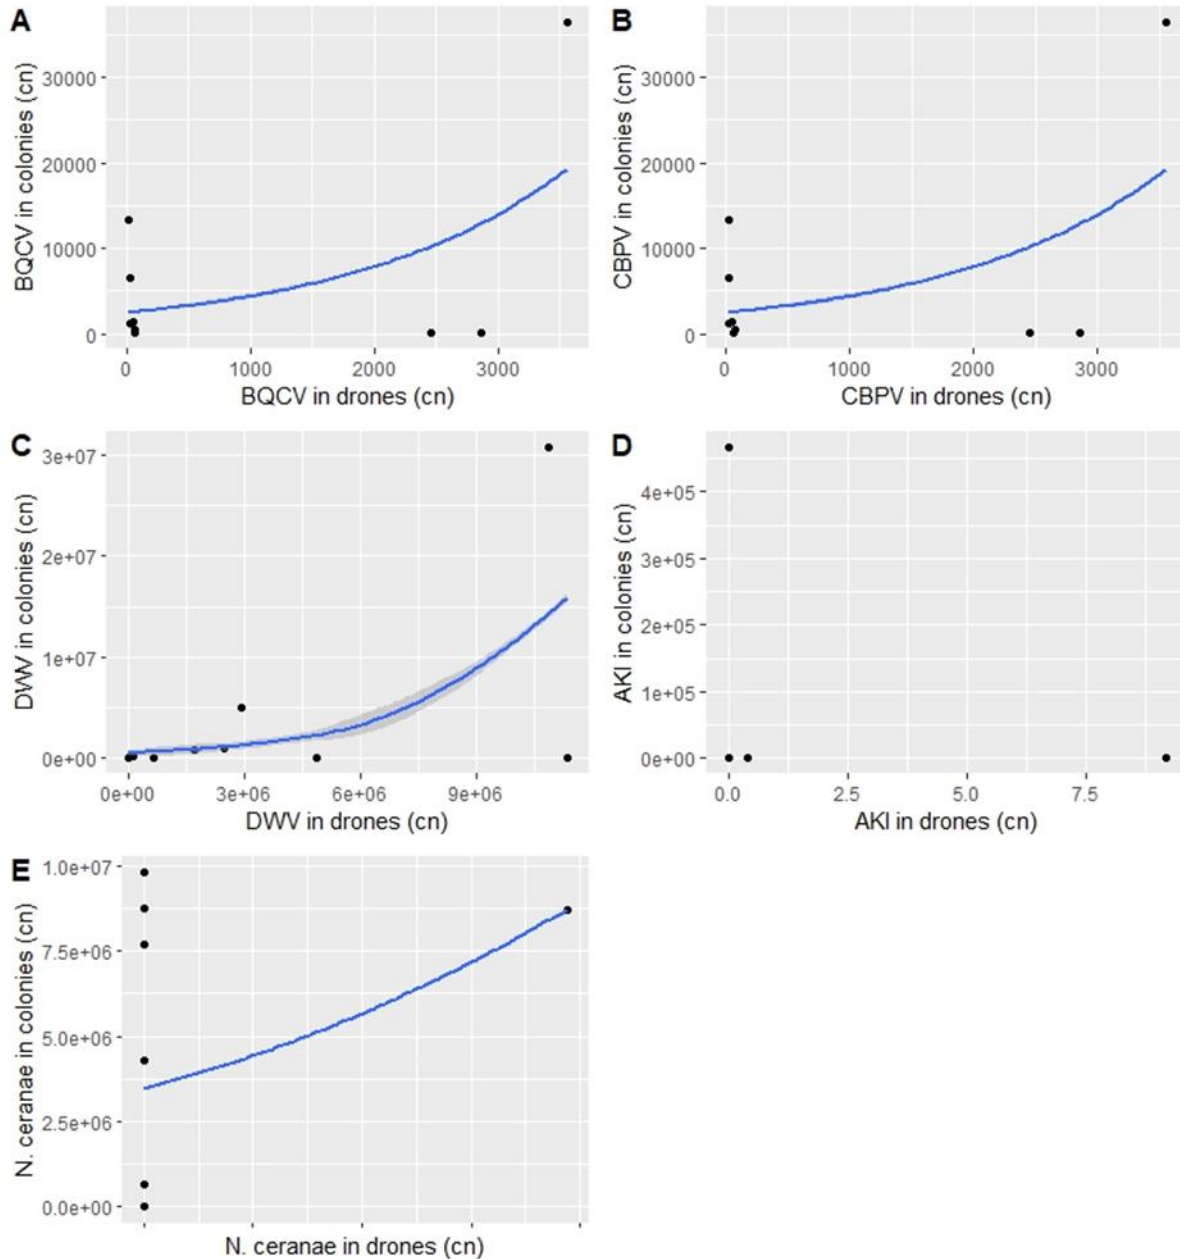 A
BQCV in colonies (cn)
30000
20000
10000
0
0 1000 2000 3000
BQCV in drones (cn)
B
CBPV in colonies (cn)
30000
20000
10000
0
0 1000 2000 3000
CBPV in drones (cn)
C
DWV in colonies (cn)
3e+07
2e+07
1e+07
0e+00
0e+00 3e+06 6e+06 9e+06
DWV in drones (cn)
D
AKI in colonies (cn)
4e+05
3e+05
2e+05
1e+05
0e+00
0.0 2.5 5.0 7.5
AKI in drones (cn)
E
N. ceranae in colonies (cn)
1.0e+07
7.5e+06
5.0e+06
2.5e+06
0.0e+00
N. ceranae in drones (cn)